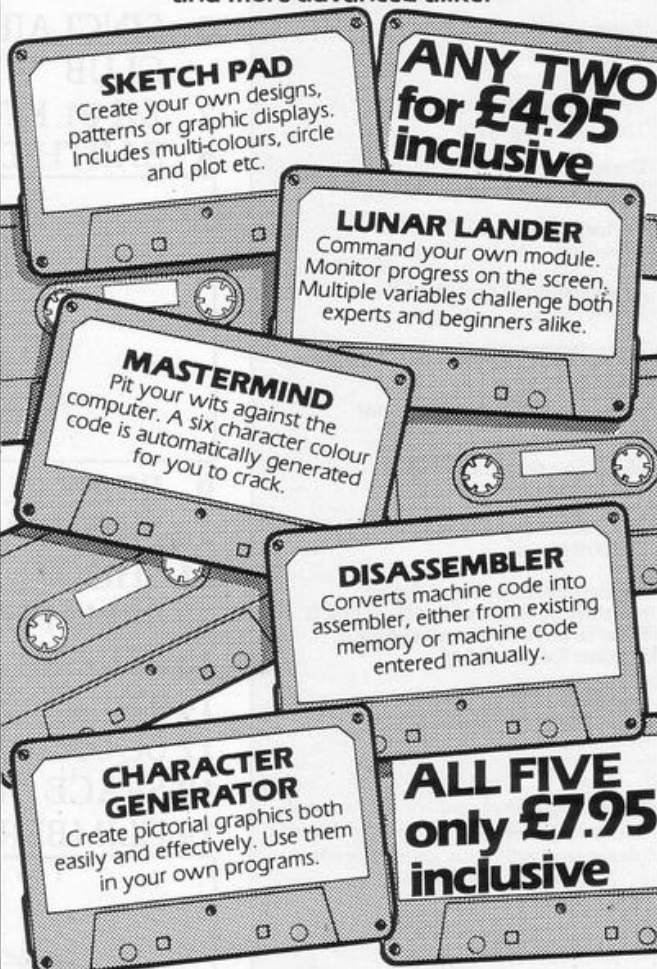 and more advanced alike.
SKETCH PAD
Create your own designs,
patterns or graphic displays.
Includes multi-colours, circle
and plot etc.
ANY TWO
for £4.95
inclusive
LUNAR LANDER
Command your own module.
Monitor progress on the screen.
Multiple variables challenge both
experts and beginners alike.
MASTERMIND
Pit your wits against the
computer. A six character colour
code is automatically generated
for you to crack.
DISASSEMBLER
Converts machine code into
assembler, either from existing
memory or machine code
entered manually.
CHARACTER
GENERATOR
Create pictorial graphics both
easily and effectively. Use them
in your own programs.
ALL FIVE
only £7.95
inclusive